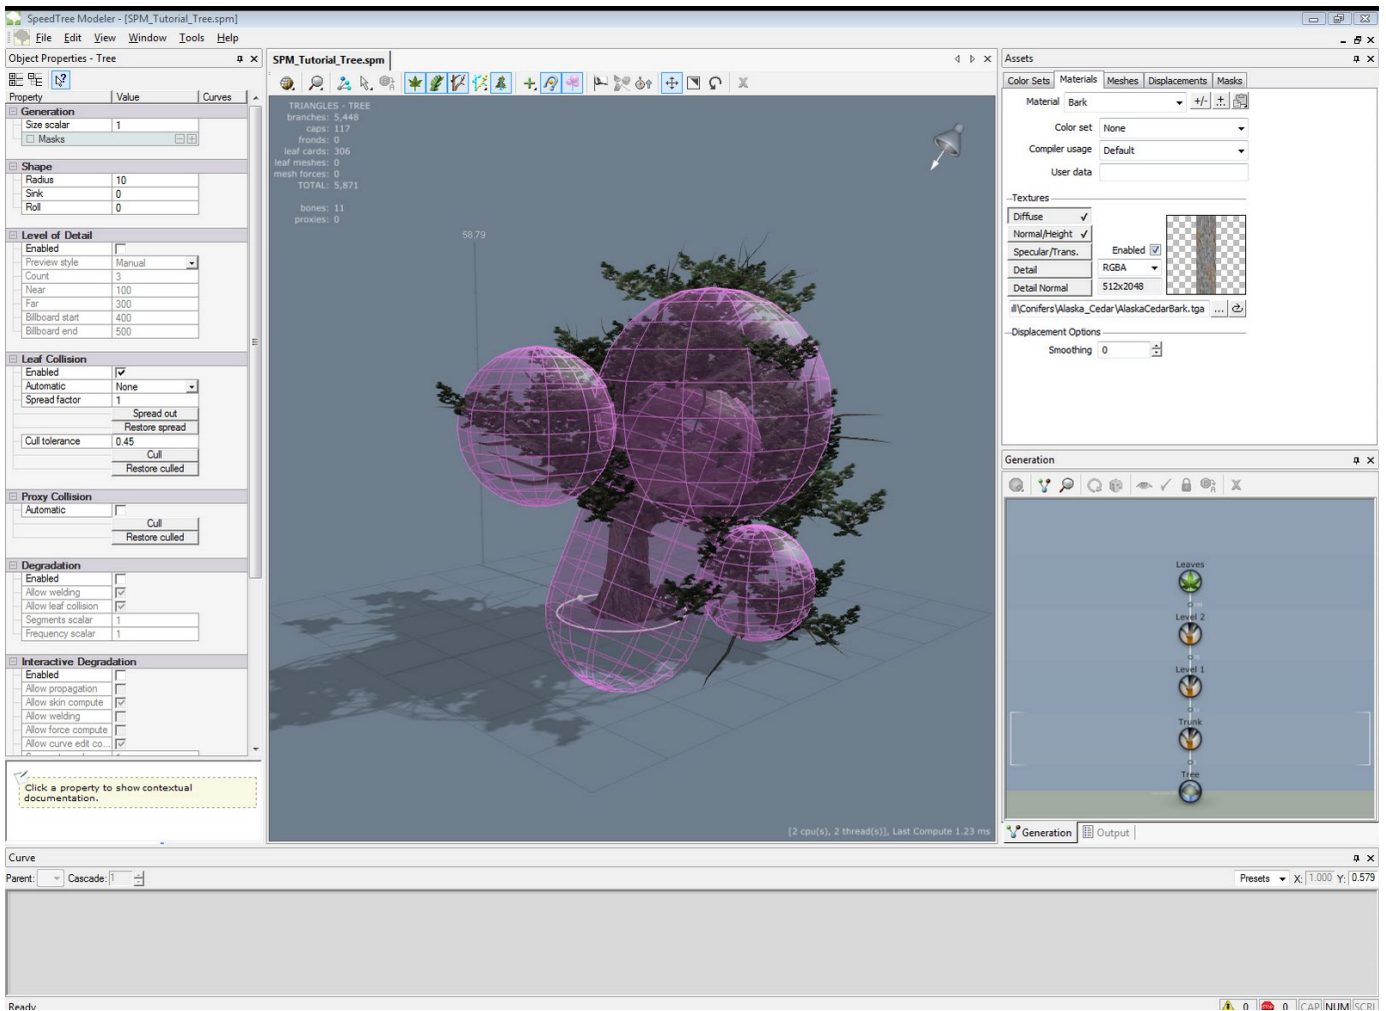 SpeedTree Modeler - [SPM_Tutorial_Tree.spm]
File Edit View Window Tools Help
Object Properties - Tree
Property Value Curves
Generation
Size scalar 1
Masks
Shape
Radius 10
Sink 0
Roll 0
Level of Detail
Enabled
Preview style Manual
Count 3
Near 100
Far 300
Billboard start 400
Billboard end 500
Leaf Collision
Enabled
Automatic None
Spread factor 1
Spread out
Restore spread
Cull tolerance 0.45
Cull
Restore culled
Proxy Collision
Automatic
Cull
Restore culled
Degradation
Enabled
Allow welding
Allow leaf collision
Segments scalar 1
Frequency scalar 1
Interactive Degradation
Enabled
Allow propagation
Allow skin compute
Allow welding
Allow force compute
Allow curve edit co...
Click a property to show contextual
documentation.
SPM_Tutorial_Tree.spm
TRIANGLES - TREE
branches: 5,448
caps: 117
fronds: 0
leaf cards: 306
leaf meshes: 0
mesh forces: 0
TOTAL: 5,871
bones: 11
proxies: 0
58.79
[2 cpu(s), 2 thread(s)], Last Compute 1.23 ms
Assets
Color Sets Materials Meshes Displacements Masks
Material Bark +/-
Color set None
Compiler usage Default
User data
Textures
Diffuse
Normal/Height
Specular/Trans. Enabled
Detail RGBA
Detail Normal 512x2048
ll\Conifers\Alaska_Cedar\AlaskaCedarBark.tga ...
Displacement Options
Smoothing 0
Generation
Leaves
Level 2
Level 1
Trunk
Tree
Generation Output
Curve
Parent: Cascade: 1 Presets X: 1.000 Y: 0.579
Ready 0 0 CAP NUM SCRL